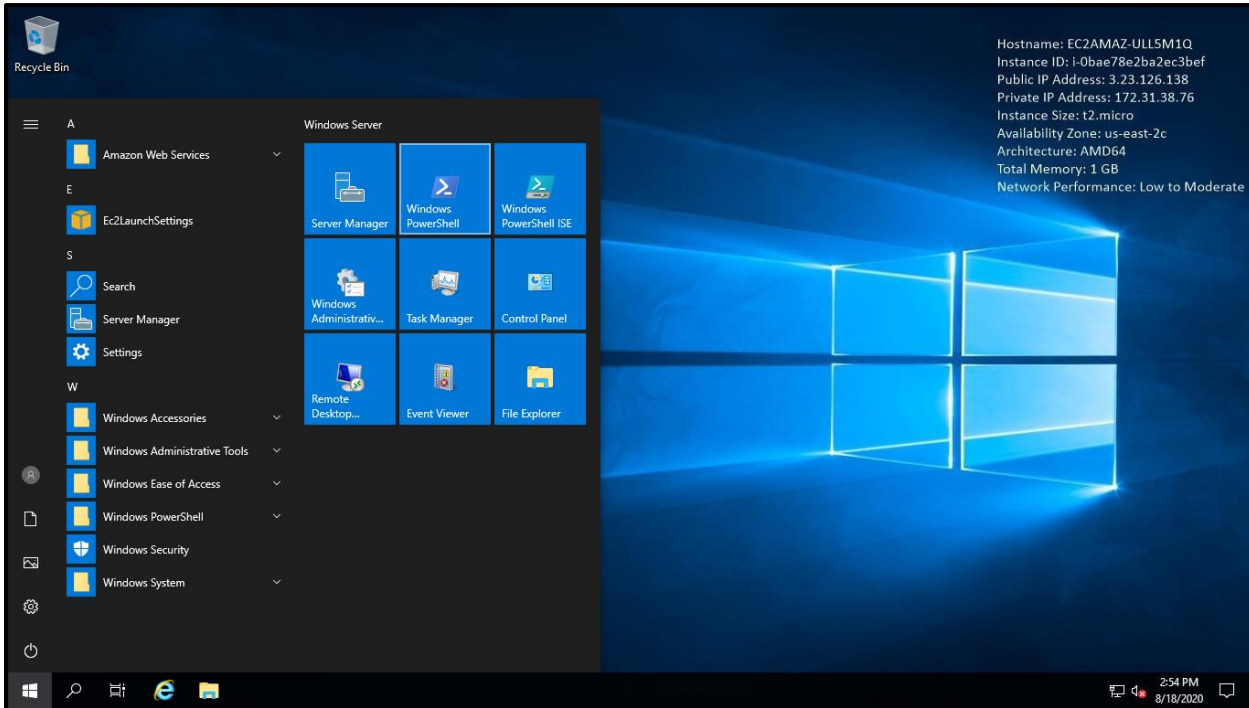 Recycle Bin
Hostname: EC2AMAZ-ULL5M1Q
Instance ID: i-0bae78e2ba2ec3bef
Public IP Address: 3.23.126.138
Private IP Address: 172.31.38.76
Instance Size: t2.micro
Availability Zone: us-east-2c
Architecture: AMD64
Total Memory: 1 GB
Network Performance: Low to Moderate
A
Amazon Web Services
E
Ec2LaunchSettings
S
Search
Server Manager
Settings
W
Windows Accessories
Windows Administrative Tools
Windows Ease of Access
Windows PowerShell
Windows Security
Windows System
Windows Server
Server Manager
Windows
PowerShell
Windows
PowerShell ISE
Windows
Administrativ...
Task Manager
Control Panel
Remote
Desktop...
Event Viewer
File Explorer
2:54 PM
8/18/2020